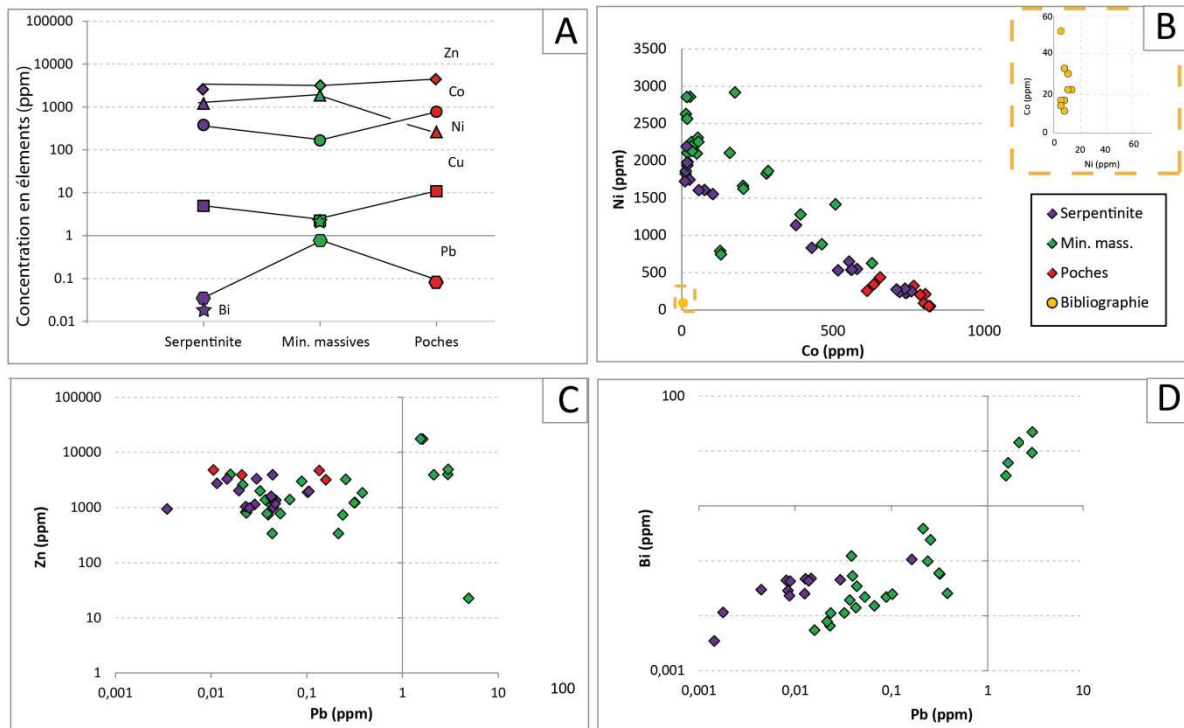 A
Concentration en élements (ppm)
100000
10000
1000
100
10
1
0.1
0.01
Zn
Co
Ni
Cu
Pb
Bi
Serpentinite
Min. massives
Poches
B
Ni (ppm)
3500
3000
2500
2000
1500
1000
500
0
0
500
1000
Co (ppm)
Co (ppm)
60
40
20
0
0
20
40
60
Ni (ppm)
Serpentinite
Min. mass.
Poches
Bibliographie
C
Zn (ppm)
100000
10000
1000
100
10
1
0,001
0,01
0,1
1
10
100
Pb (ppm)
D
Bi (ppm)
100
0,001
0,001
0,01
0,1
1
10
Pb (ppm)